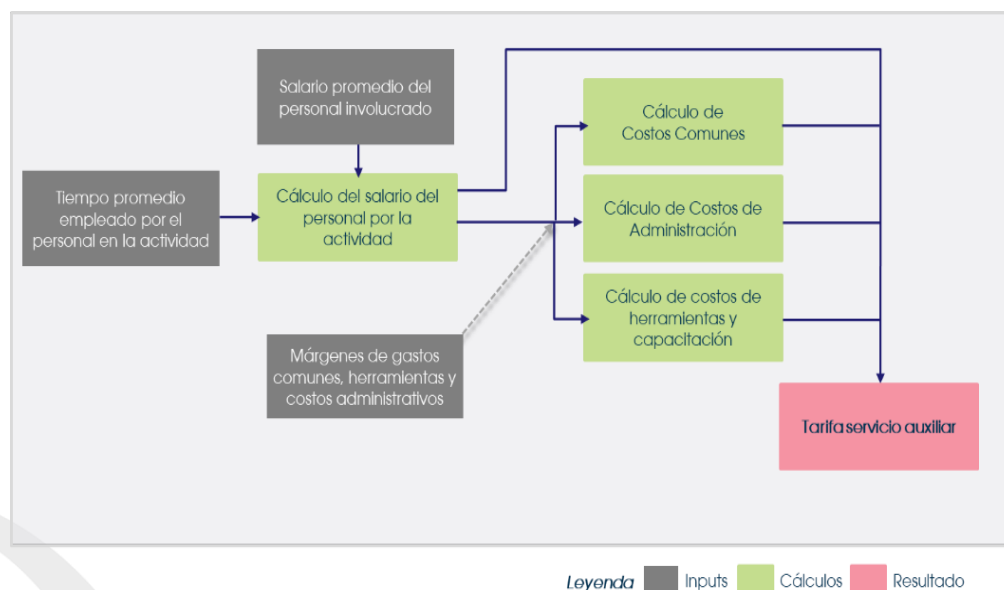 Salario promedio del
personal involucrado
Cálculo de
Costos Comunes
Tiempo promedio
empleado por el
personal en la actividad
Cálculo del salario del
personal por la
actividad
Cálculo de Costos de
Administración
Cálculo de costos de
herramientas y
capacitación
Márgenes de gastos
comunes, herramientas y
costos administrativos
Tarifa servicio auxiliar
Leyenda Inputs Cálculos Resultado